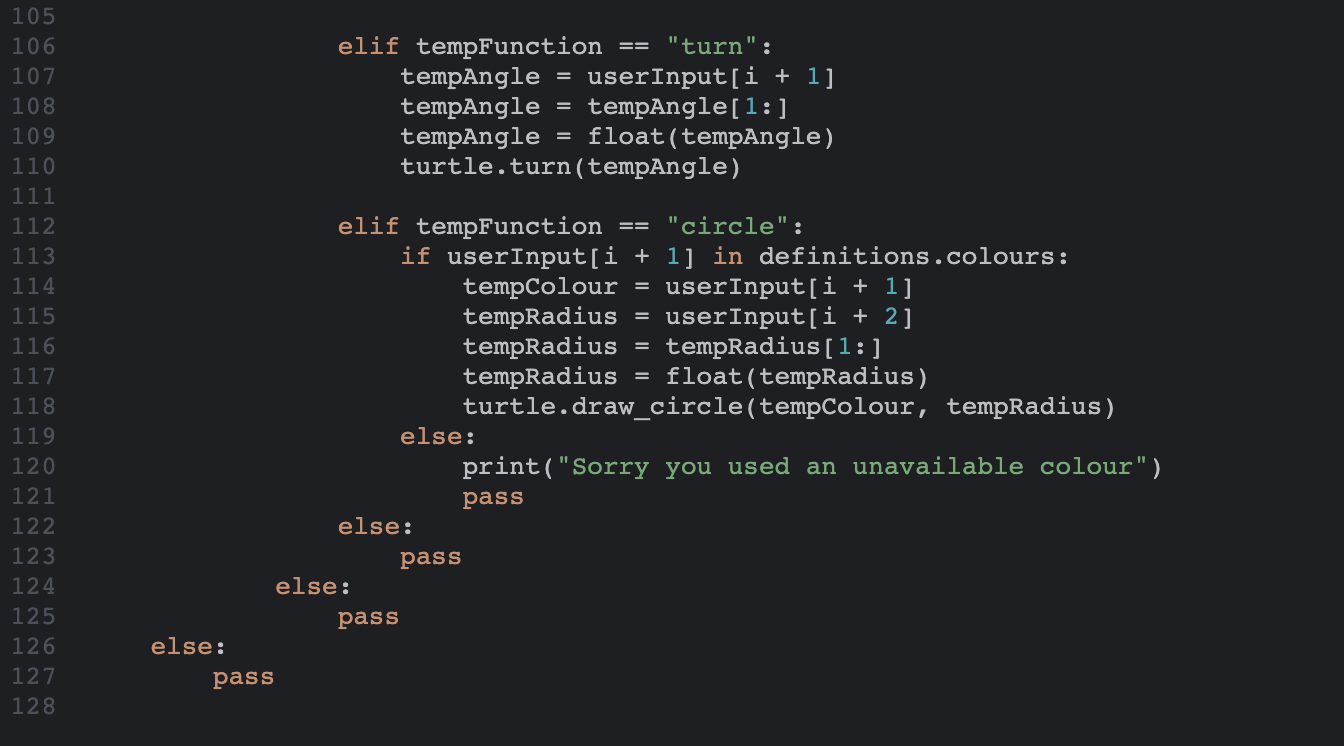 105
106                  elif tempFunction == "turn":
107                      tempAngle = userInput[i + 1]
108                      tempAngle = tempAngle[1:]
109                      tempAngle = float(tempAngle)
110                      turtle.turn(tempAngle)
111
112                  elif tempFunction == "circle":
113                      if userInput[i + 1] in definitions.colours:
114                          tempColour = userInput[i + 1]
115                          tempRadius = userInput[i + 2]
116                          tempRadius = tempRadius[1:]
117                          tempRadius = float(tempRadius)
118                          turtle.draw_circle(tempColour, tempRadius)
119                      else:
120                          print("Sorry you used an unavailable colour")
121                          pass
122                  else:
123                      pass
124              else:
125                  pass
126      else:
127          pass
128